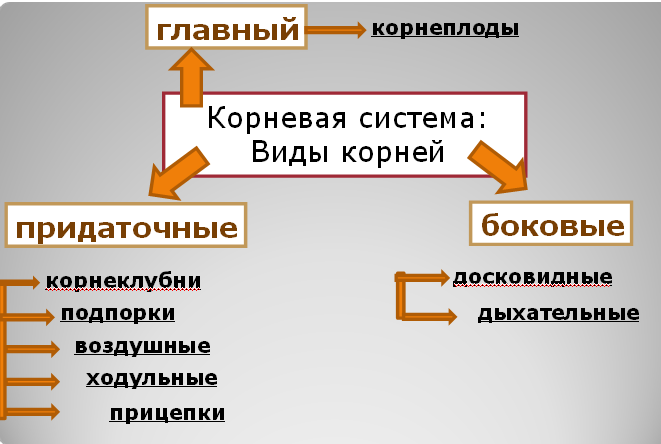 главный
корнеплоды
Корневая система:
Виды корней
придаточные
корнеклубни
подпорки
воздушные
ходульные
прицепки
боковые
досковидные
дыхательные